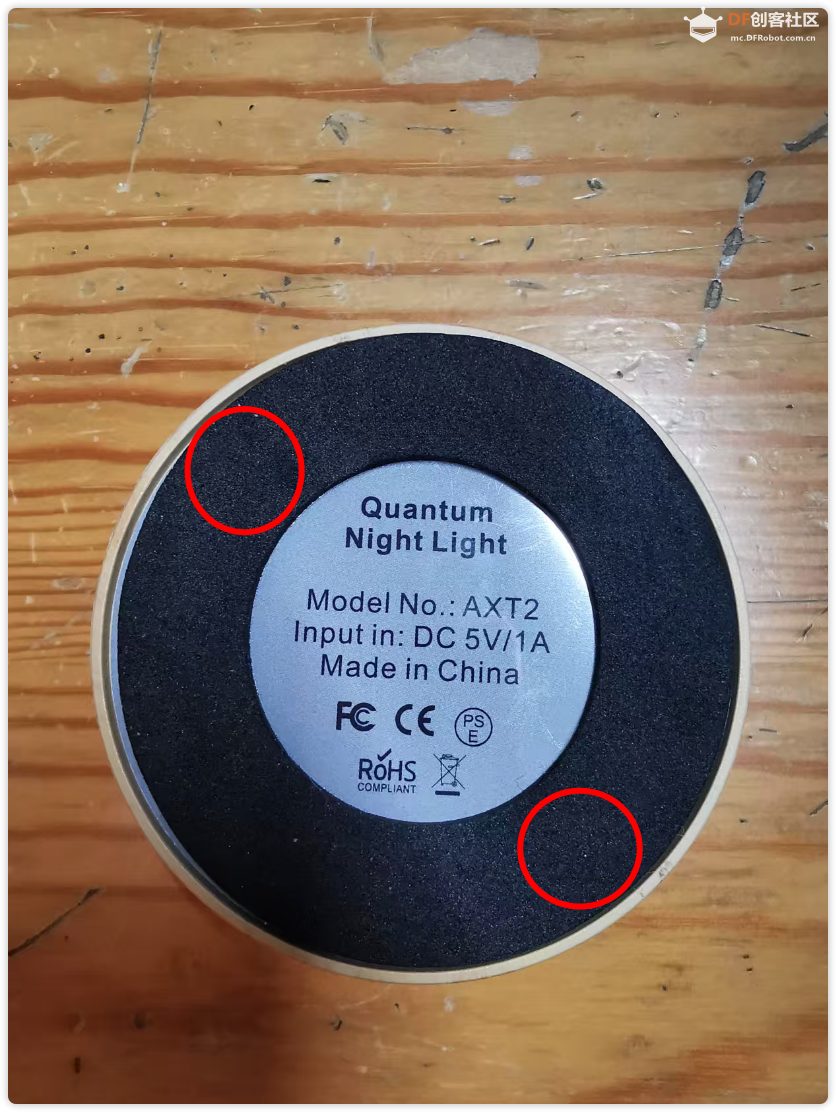 DF创客社区
mc.DFRobot.com.cn
Quantum
Night Light
Model No.: AXT2
Input in: DC 5V/1A
Made in China
FC CE PS
E
RoHS
COMPLIANT